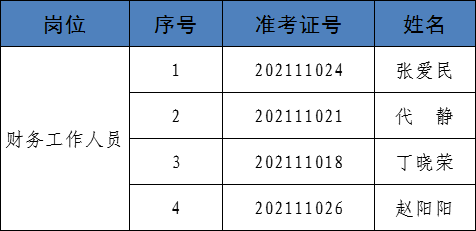 岗位 序号 准考证号 姓名
财务工作人员 1 202111024 张爱民
2 202111021 代 静
3 202111018 丁晓荣
4 202111026 赵阳阳